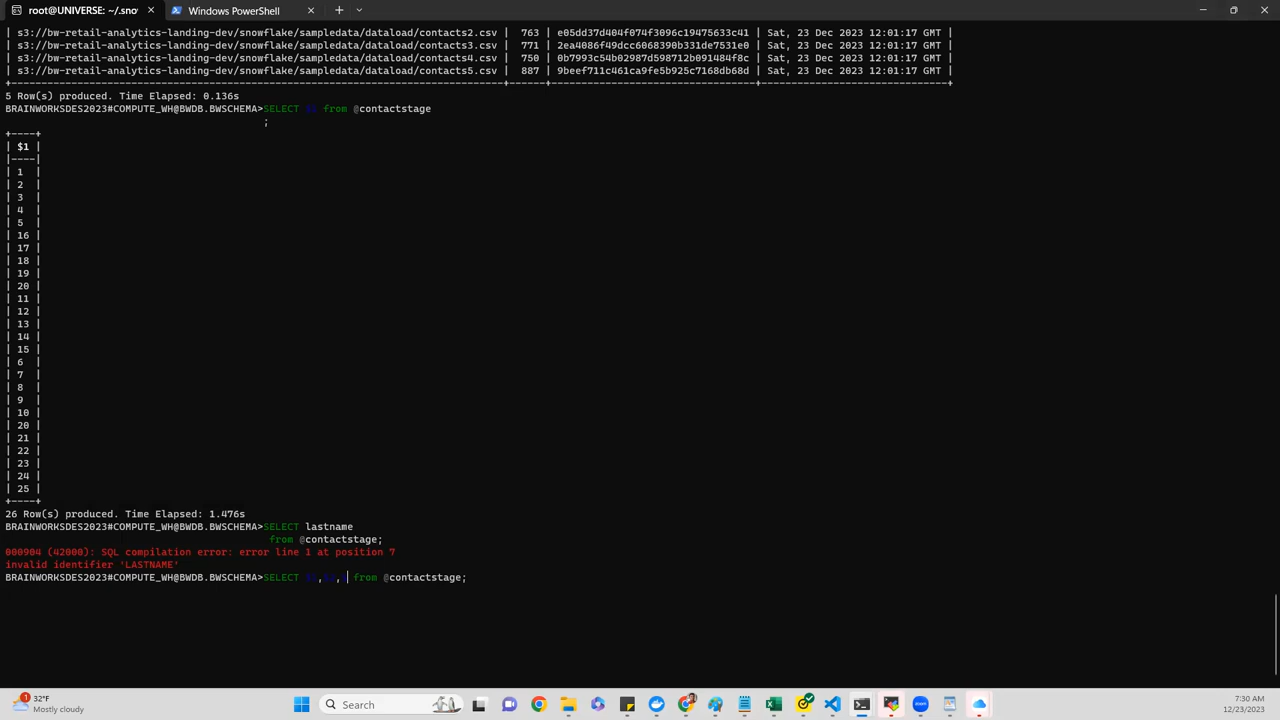 root@UNIVERSE: ~/.sno
Windows PowerShell
| s3://bw-retail-analytics-landing-dev/snowflake/sampledata/dataload/contacts2.csv | 763 | e05dd37d404f074f3096c19475633c41 | Sat, 23 Dec 2023 12:01:17 GMT |
| s3://bw-retail-analytics-landing-dev/snowflake/sampledata/dataload/contacts3.csv | 771 | 2ea4086f49dcc6068390b331de7531e0 | Sat, 23 Dec 2023 12:01:17 GMT |
| s3://bw-retail-analytics-landing-dev/snowflake/sampledata/dataload/contacts4.csv | 750 | 0b7993c54b02987d598712b091484f8c | Sat, 23 Dec 2023 12:01:17 GMT |
| s3://bw-retail-analytics-landing-dev/snowflake/sampledata/dataload/contacts5.csv | 887 | 9beef711c461ca9fe5b925c7168db68d | Sat, 23 Dec 2023 12:01:17 GMT |
5 Row(s) produced. Time Elapsed: 0.136s
BRAINWORKSDES2023#COMPUTE_WH@BWDB.BWSCHEMA>SELECT $1 from @contactstage
;
+----+
| $1 |
|----|
| 1 |
| 2 |
| 3 |
| 4 |
| 5 |
| 16 |
| 17 |
| 18 |
| 19 |
| 20 |
| 11 |
| 12 |
| 13 |
| 14 |
| 15 |
| 6 |
| 7 |
| 8 |
| 9 |
| 10 |
| 20 |
| 21 |
| 22 |
| 23 |
| 24 |
| 25 |
+----+
26 Row(s) produced. Time Elapsed: 1.476s
BRAINWORKSDES2023#COMPUTE_WH@BWDB.BWSCHEMA>SELECT lastname
from @contactstage;
000904 (42000): SQL compilation error: error line 1 at position 7
invalid identifier 'LASTNAME'
BRAINWORKSDES2023#COMPUTE_WH@BWDB.BWSCHEMA>SELECT , , from @contactstage;
1
32°F
Mostly cloudy
Search
7:30 AM
12/23/2023